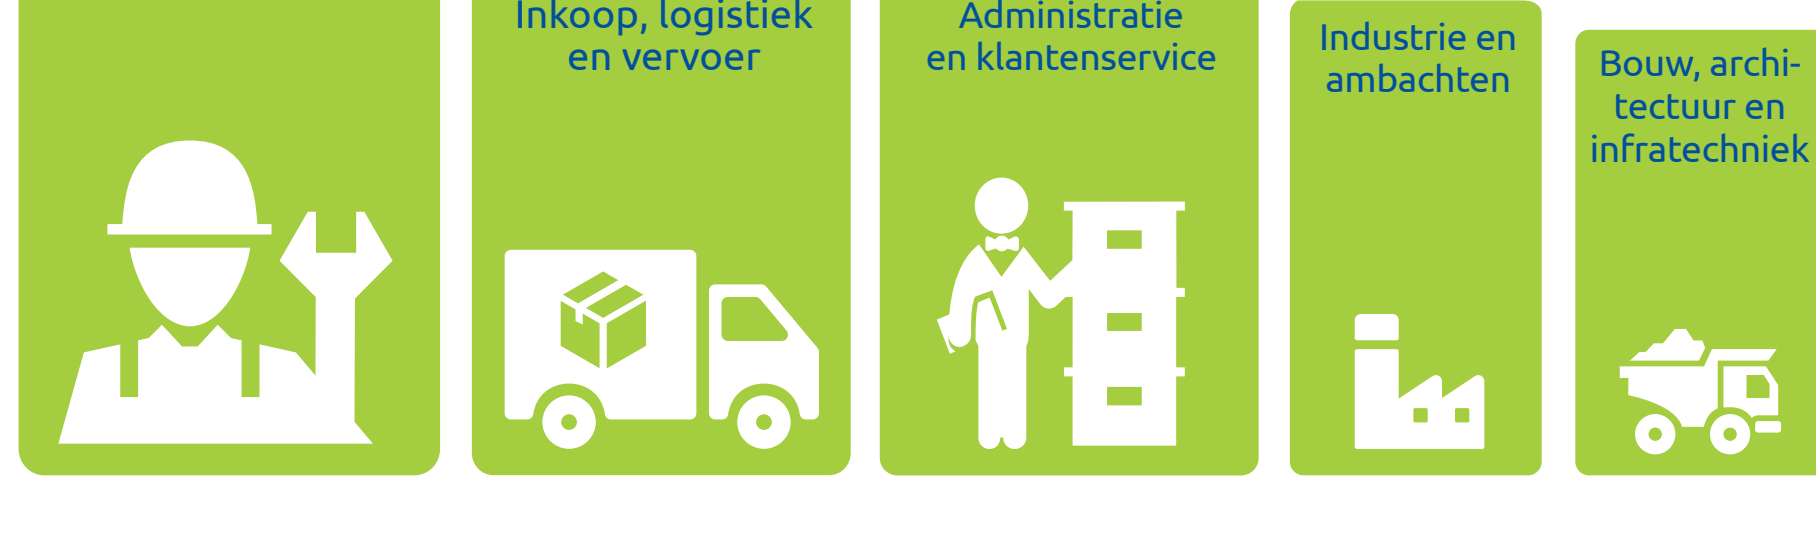 Inkoop, logistiek
en vervoer
Administratie
en klantenservice
Industrie en
ambachten
Bouw, archi-
tectuur en
infratechniek